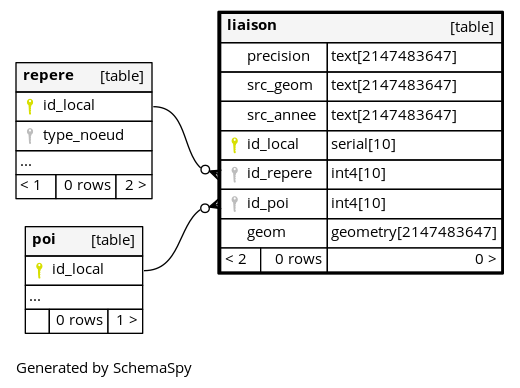 repere [table]
id_local
type_noeud
...
< 1 0 rows 2 >
poi [table]
id_local
...
0 rows 1 >
liaison [table]
precision text[2147483647]
src_geom text[2147483647]
src_annee text[2147483647]
id_local serial[10]
id_repere int4[10]
id_poi int4[10]
geom geometry[2147483647]
< 2 0 rows 0 >
Generated by SchemaSpy